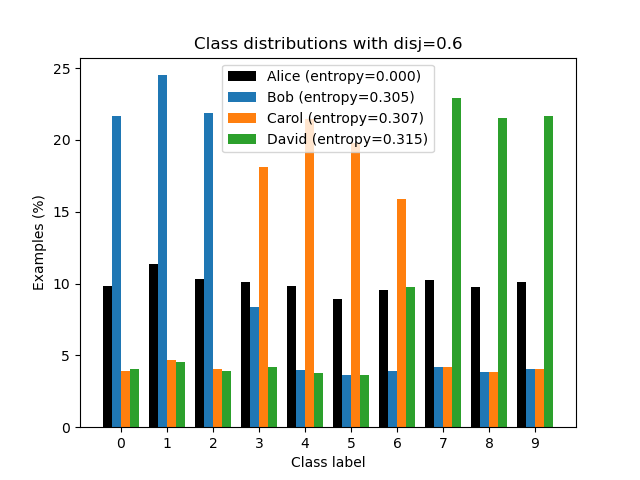 Class distributions with disj=0.6
Alice (entropy=0.000)
Bob (entropy=0.305)
Carol (entropy=0.307)
David (entropy=0.315)
Examples (%)
25
20
15
10
5
0
0 1 2 3 4 5 6 7 8 9
Class label